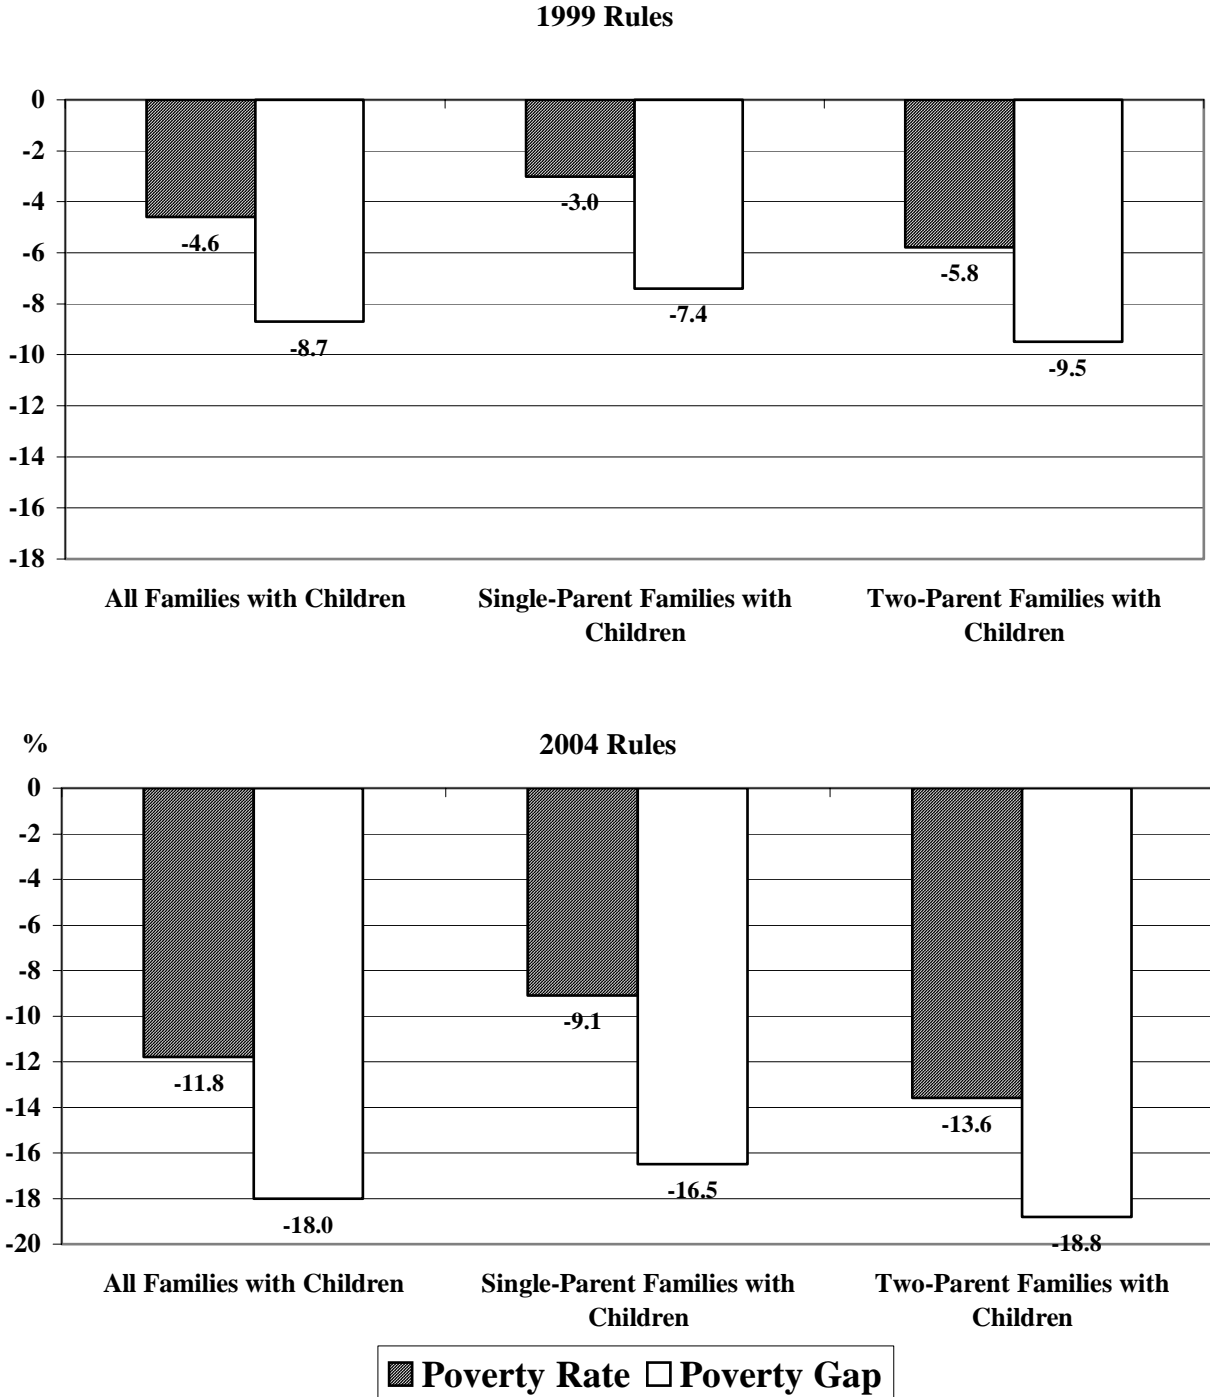 1999 Rules
0
-2
-4
-6
-8
-10
-12
-14
-16
-18
-4.6
-8.7
-3.0
-7.4
-5.8
-9.5
All Families with Children
Single-Parent Families with
Children
Two-Parent Families with
Children
%
2004 Rules
0
-2
-4
-6
-8
-10
-12
-14
-16
-18
-20
-11.8
-18.0
-9.1
-16.5
-13.6
-18.8
All Families with Children
Single-Parent Families with
Children
Two-Parent Families with
Children
Poverty Rate
Poverty Gap